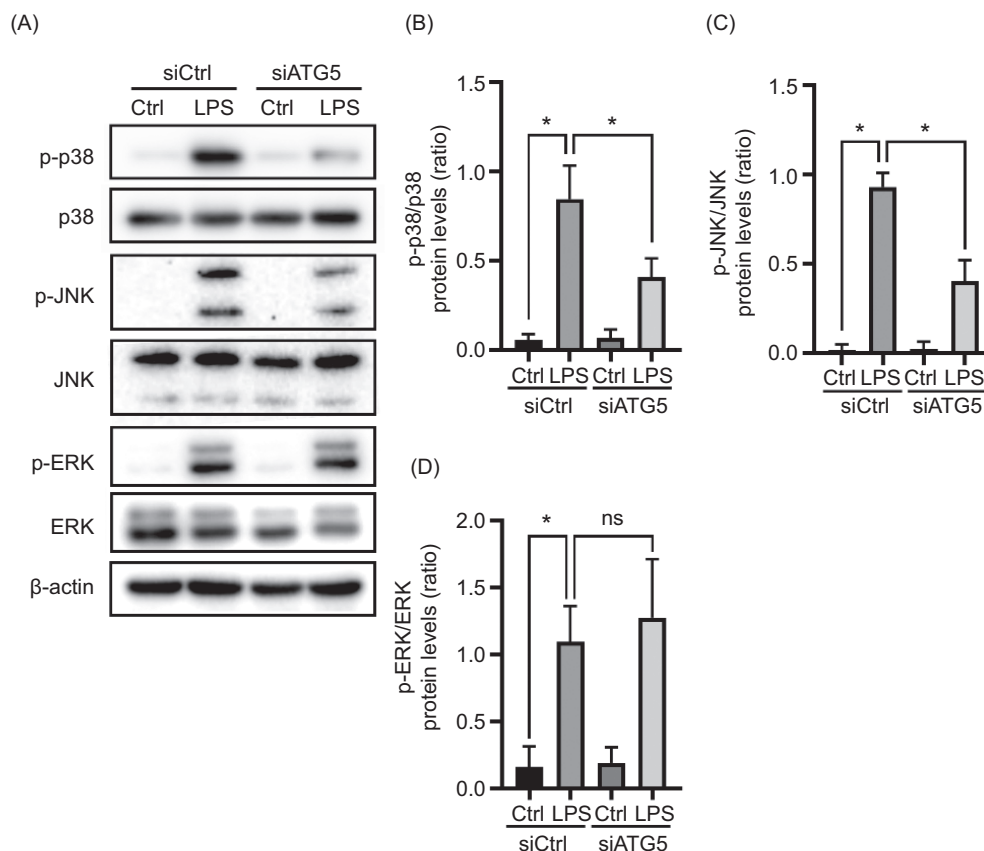 (A)
siCtrl siATG5
Ctrl LPS Ctrl LPS
p-p38
p38
p-JNK
JNK
p-ERK
ERK
β-actin
(B)
p-p38/p38
protein levels (ratio)
1.5
1.0
0.5
0.0
* *
Ctrl LPS Ctrl LPS
siCtrl siATG5
(C)
p-JNK/JNK
protein levels (ratio)
1.5
1.0
0.5
0.0
* *
Ctrl LPS Ctrl LPS
siCtrl siATG5
(D)
p-ERK/ERK
protein levels (ratio)
2.0
1.5
1.0
0.5
0.0
* ns
Ctrl LPS Ctrl LPS
siCtrl siATG5